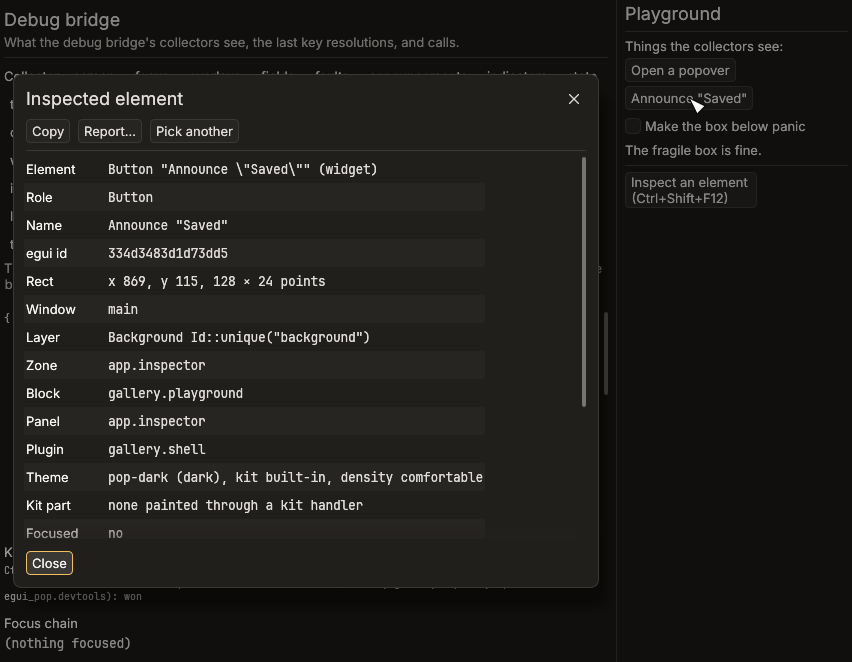 Debug bridge
What the debug bridge's collectors see, the last key resolutions, and calls.
Inspected element
Copy
Report...
Pick another
Element Button "Announce \"Saved\"" (widget)
Role Button
Name Announce "Saved"
egui id 334d3483d1d73dd5
Rect x 869, y 115, 128 × 24 points
Window main
Layer Background Id::unique("background")
Zone app.inspector
Block gallery.playground
Panel app.inspector
Plugin gallery.shell
Theme pop-dark (dark), kit built-in, density comfortable
Kit part none painted through a kit handler
Focused no
Close
egui_pop.devtools): won
Focus chain
(nothing focused)
Playground
Things the collectors see:
Open a popover
Announce "Saved"
Make the box below panic
The fragile box is fine.
Inspect an element
(Ctrl+Shift+F12)